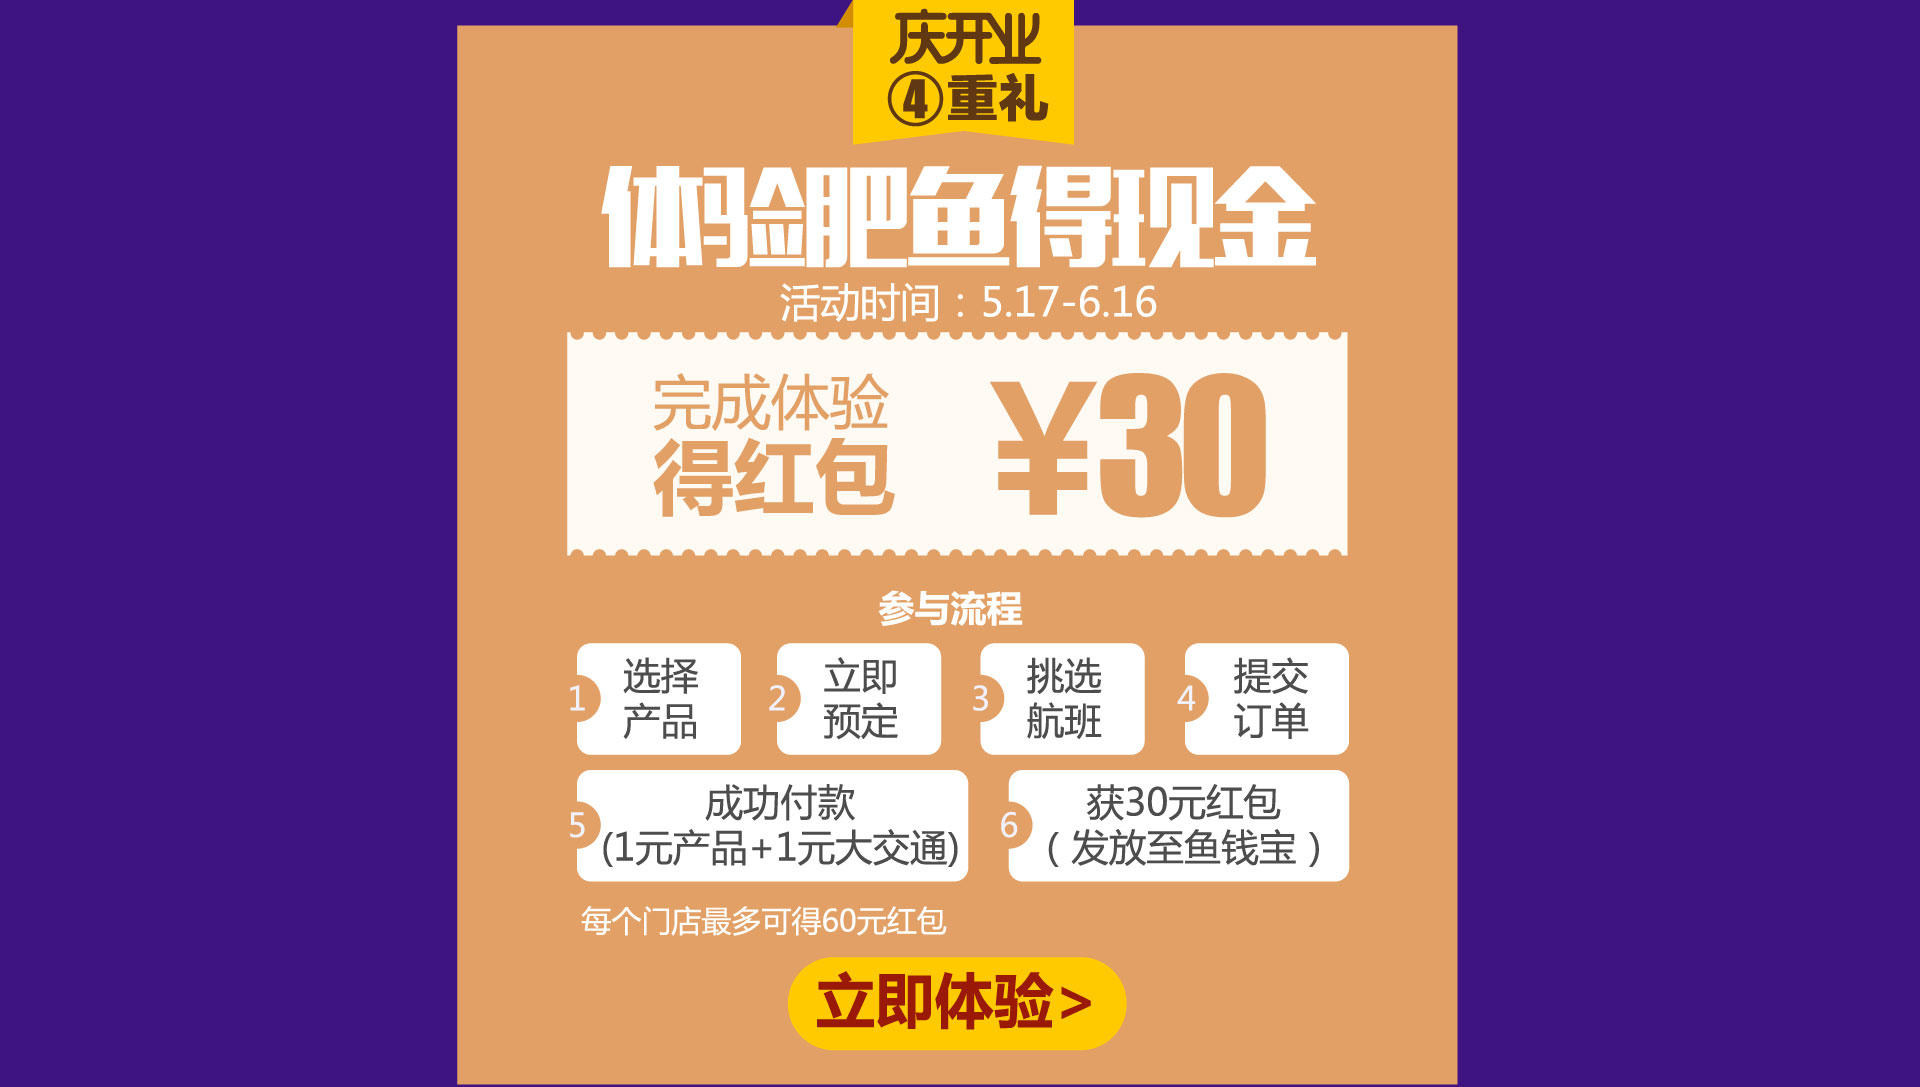 庆开业
④重礼
体验肥鱼得现金
活动时间：5.17-6.16
完成体验
得红包
¥30
参与流程
1
选择
产品
2
立即
预定
3
挑选
航班
4
提交
订单
5
成功付款
(1元产品+1元大交通)
6
获30元红包
（发放至鱼钱宝）
每个门店最多可得60元红包
立即体验>